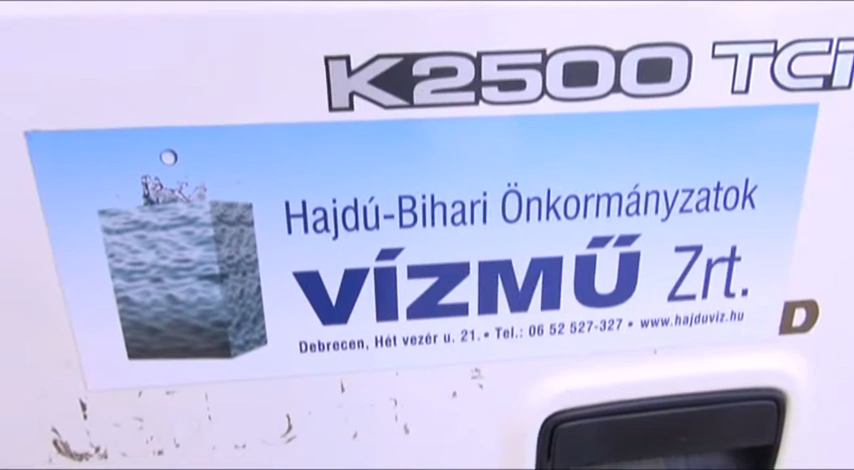 K2500 TCi
Hajdú-Bihari Önkormányzatok
VÍZMŰ Zrt.
Debrecen, Hét vezér u. 21. • Tel.: 06 52 527-327 • www.hajduviz.hu
D